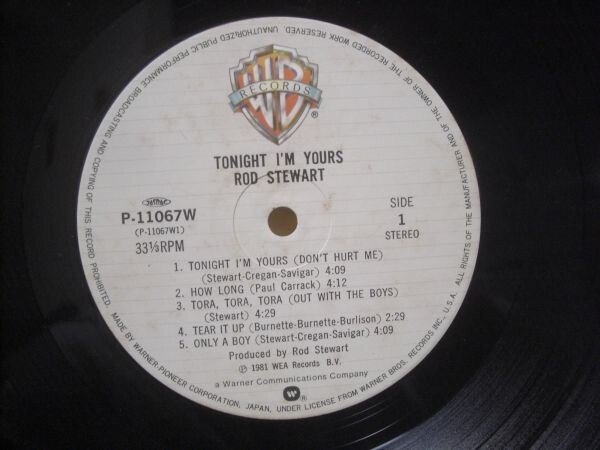 WB
RECORDS
®
TONIGHT I'M YOURS
ROD STEWART
P-11067W
(P-11067W1)
33⅓RPM
SIDE
1
STEREO
1. TONIGHT I'M YOURS (DON'T HURT ME)
(Stewart-Cregan-Savigar) 4:09
2. HOW LONG (Paul Carrack) 4:12
3. TORA, TORA, TORA (OUT WITH THE BOYS)
(Stewart) 4:29
4. TEAR IT UP (Burnette-Burnette-Burlison) 2:29
5. ONLY A BOY (Stewart-Cregan-Savigar) 4:09
Produced by Rod Stewart
Ⓟ 1981 WEA Records B.V.
a Warner Communications Company
MADE BY WARNER-PIONEER CORPORATION, JAPAN, UNDER LICENSE FROM WARNER BROS. RECORDS INC., U.S.A. ALL RIGHTS OF THE MANUFACTURER AND OF THE OWNER OF THE RECORDED WORK RESERVED. UNAUTHORIZED PUBLIC PERFORMANCE BROADCASTING AND COPYING OF THIS RECORD PROHIBITED.